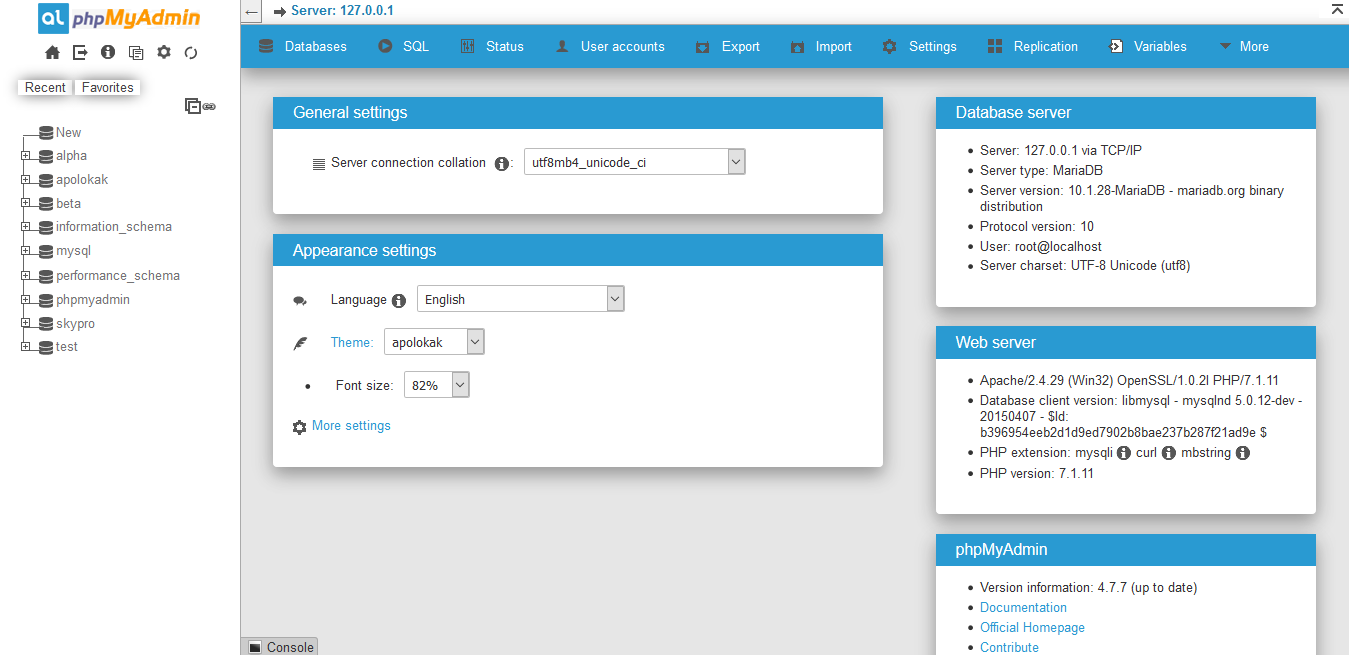 al phpMyAdmin
Recent Favorites
New
alpha
apolokak
beta
information_schema
mysql
performance_schema
phpmyadmin
skypro
test
Server: 127.0.0.1
Databases SQL Status User accounts Export Import Settings Replication Variables More
General settings
Server connection collation :
utf8mb4_unicode_ci
Appearance settings
Language English
Theme: apolokak
Font size: 82%
More settings
Database server
Server: 127.0.0.1 via TCP/IP
Server type: MariaDB
Server version: 10.1.28-MariaDB - mariadb.org binary
distribution
Protocol version: 10
User: root@localhost
Server charset: UTF-8 Unicode (utf8)
Web server
Apache/2.4.29 (Win32) OpenSSL/1.0.2l PHP/7.1.11
Database client version: libmysql - mysqlnd 5.0.12-dev -
20150407 - $Id:
b396954eeb2d1d9ed7902b8bae237b287f21ad9e $
PHP extension: mysqli curl mbstring
PHP version: 7.1.11
phpMyAdmin
Version information: 4.7.7 (up to date)
Documentation
Official Homepage
Contribute
Console